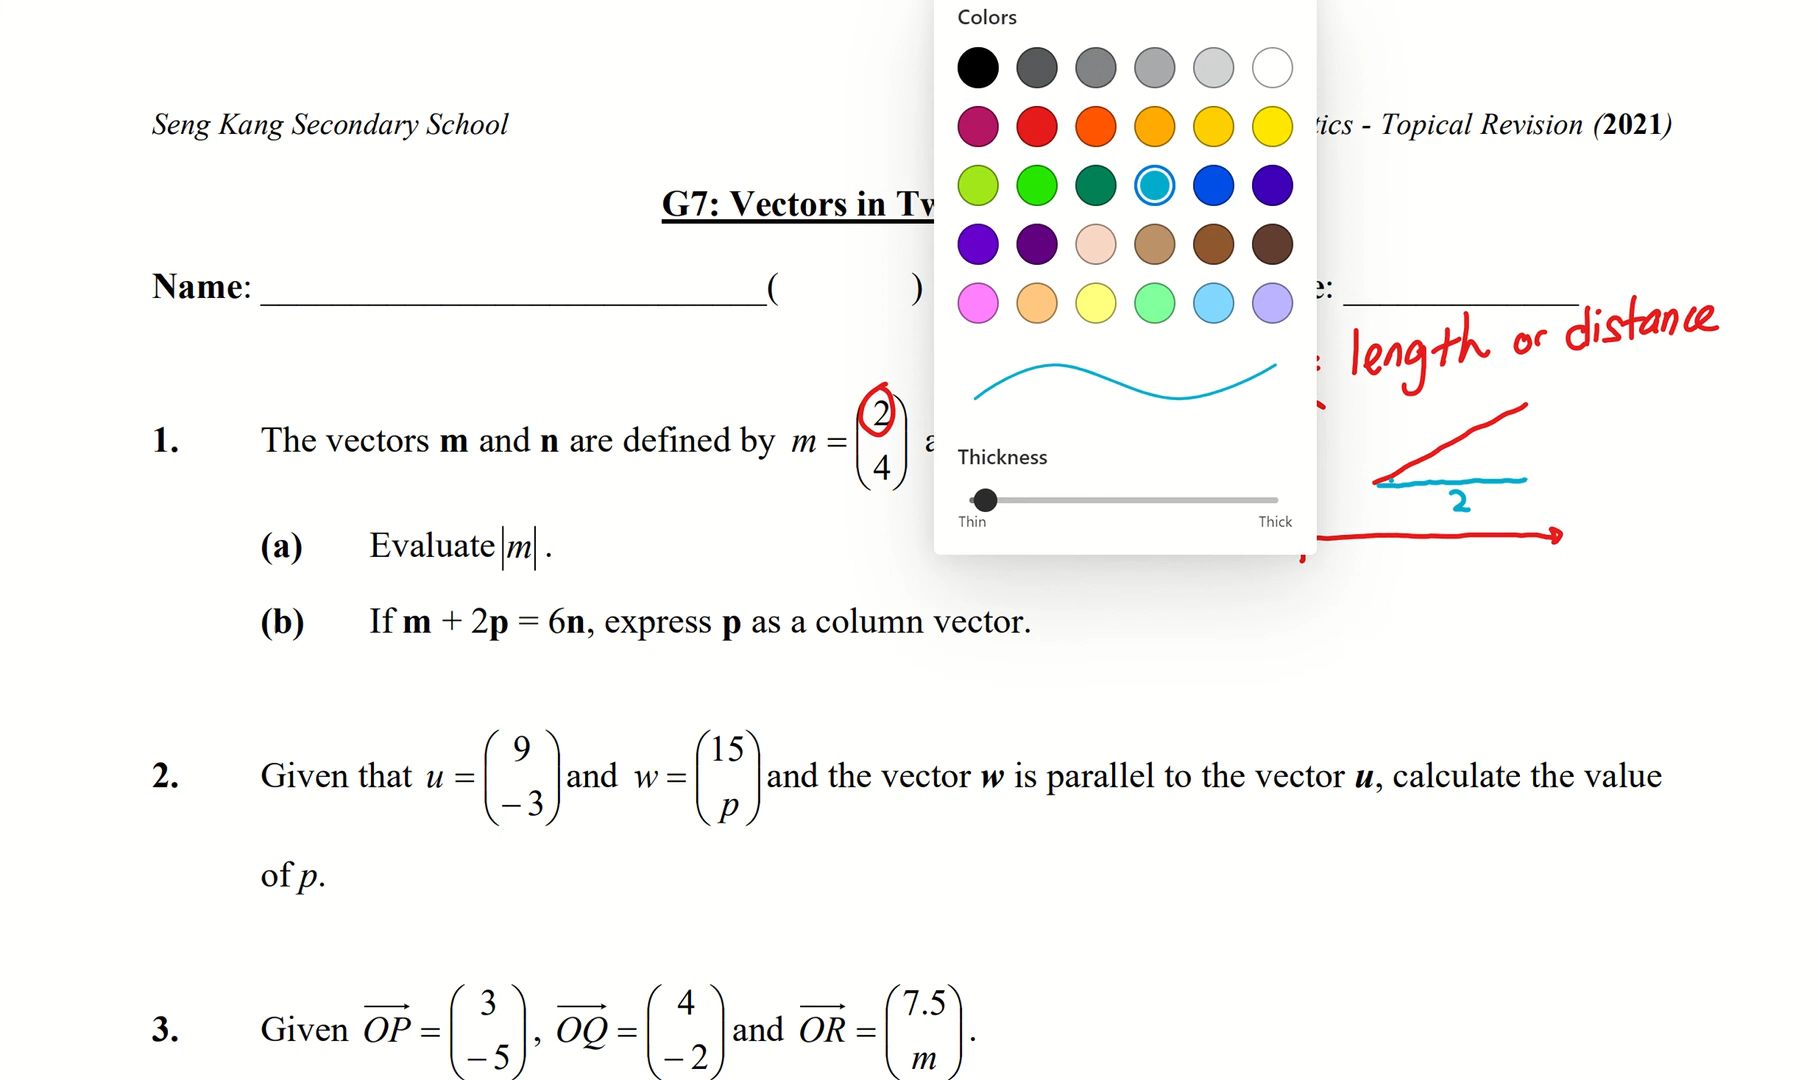 Colors
Seng Kang Secondary School
tics - Topical Revision (2021)
G7: Vectors in Tw
Name: ( ) e:
length or distance
1. The vectors m and n are defined by m = (2 4) a
Thickness
Thin Thick
2
(a) Evaluate |m| .
(b) If m + 2p = 6n, express p as a column vector.
2. Given that u = (9 −3) and w = (15 p) and the vector w is parallel to the vector u, calculate the value
of p.
3. Given OP = (3 −5), OQ = (4 −2) and OR = (7.5 m).